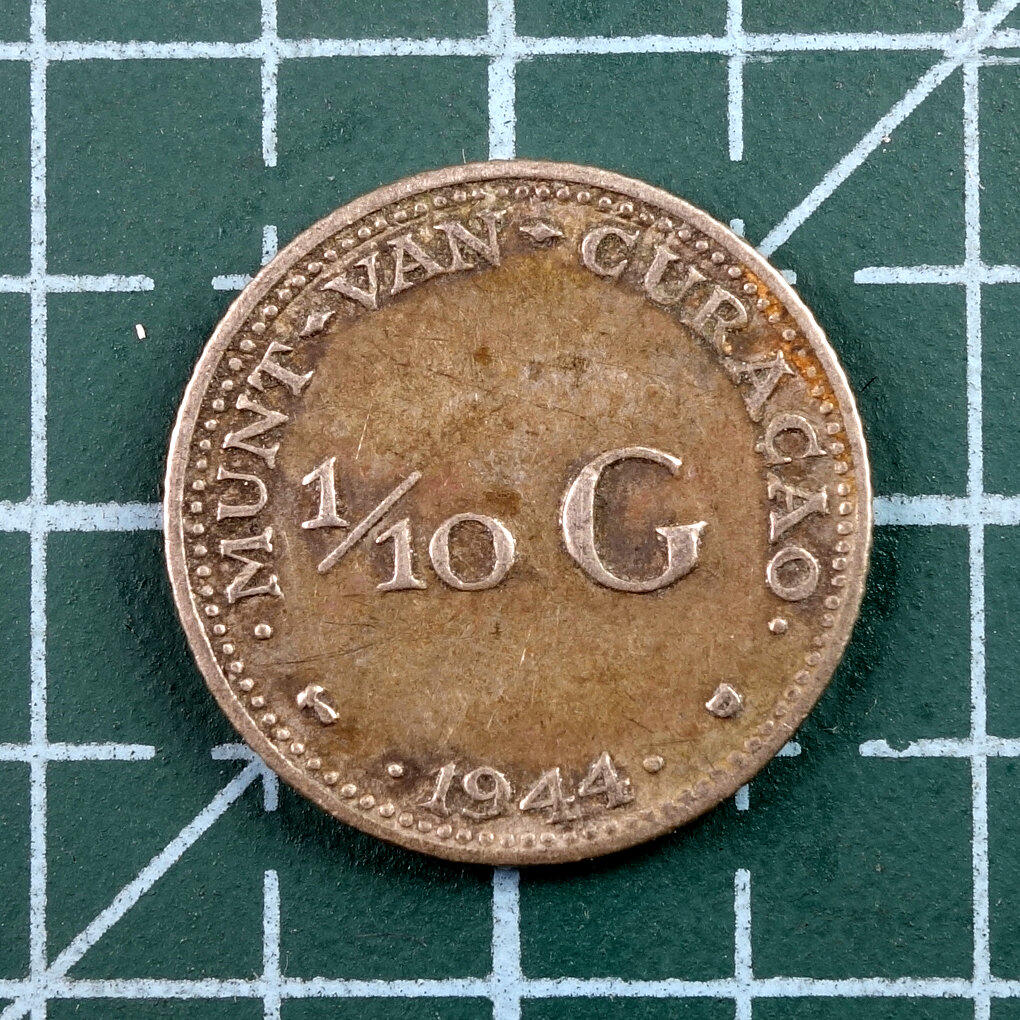 MUNT VAN CURAÇAO
1/10 G
D
1944